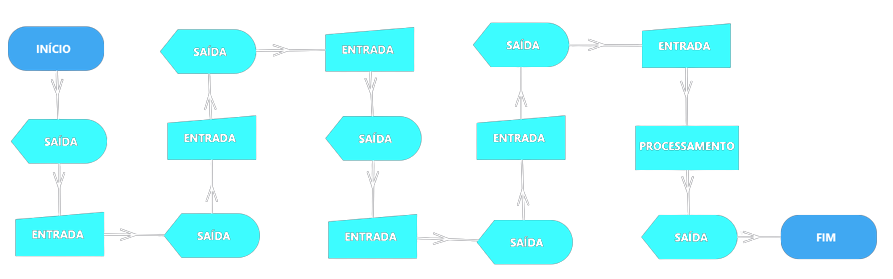 INÍCIO
SAÍDA
ENTRADA
SAÍDA
ENTRADA
SAÍDA
ENTRADA
SAÍDA
ENTRADA
SAÍDA
ENTRADA
SAÍDA
ENTRADA
PROCESSAMENTO
SAÍDA
FIM